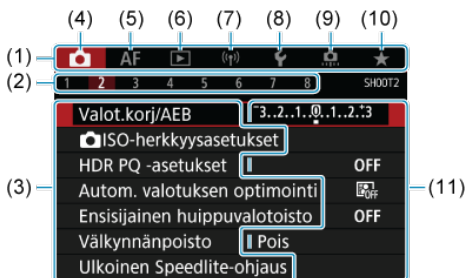 (4) (5) (6) (7) (8) (9) (10)
(1) AF
(2) 1 2 3 4 5 6 7 8 SHOOT2
Valot.korj/AEB -3..2..1..0..1..2..+3
ISO-herkkyysasetukset
HDR PQ -asetukset OFF
(3) Autom. valotuksen optimointi OFF (11)
Ensisijainen huippuvalotoisto OFF
Välkynnänpoisto Pois
Ulkoinen Speedlite-ohjaus